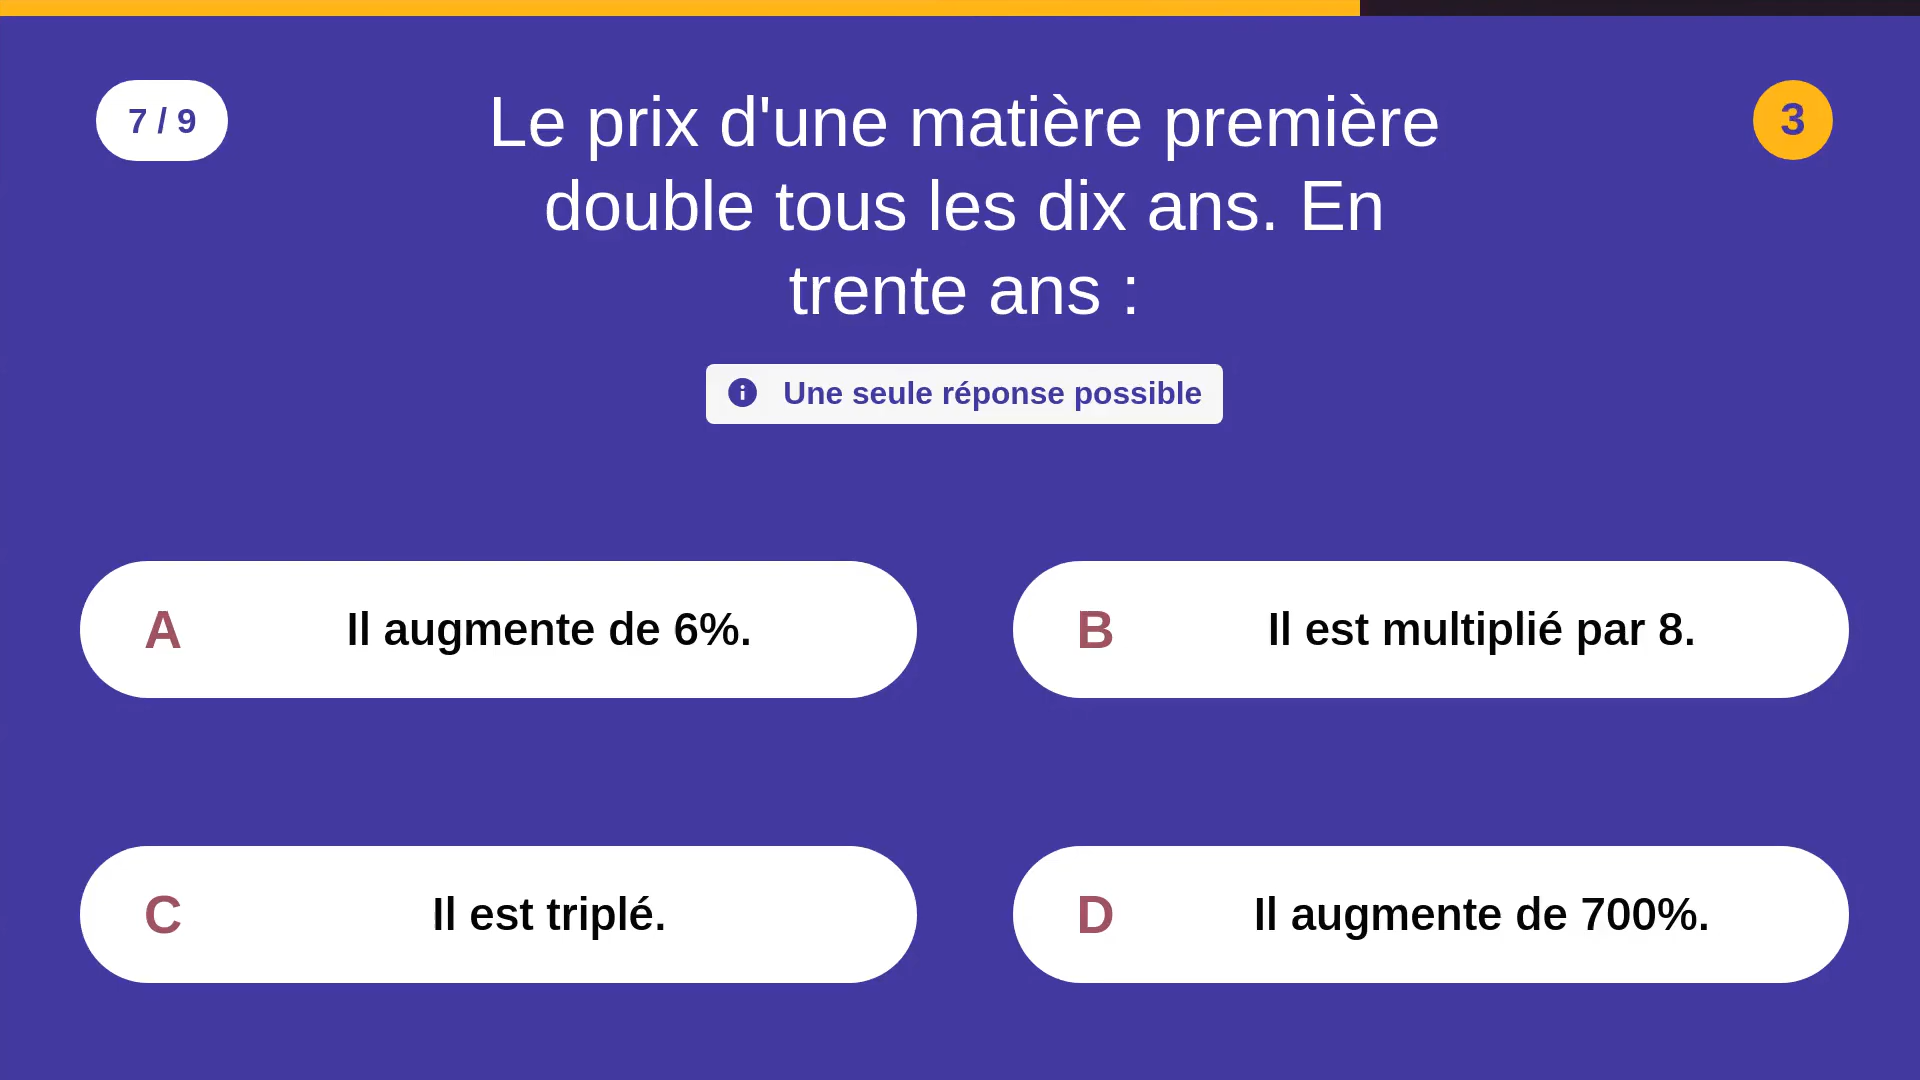 7 / 9
Le prix d'une matière première
double tous les dix ans. En
trente ans :
3
Une seule réponse possible
A Il augmente de 6%.
B Il est multiplié par 8.
C Il est triplé.
D Il augmente de 700%.